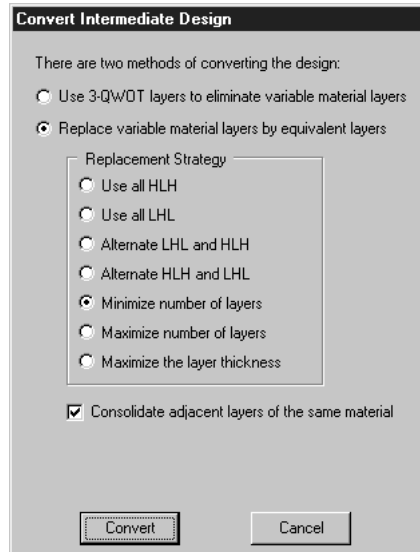 Convert Intermediate Design
There are two methods of converting the design:
Use 3-QWOT layers to eliminate variable material layers
Replace variable material layers by equivalent layers
Replacement Strategy
Use all HLH
Use all LHL
Alternate LHL and HLH
Alternate HLH and LHL
Minimize number of layers
Maximize number of layers
Maximize the layer thickness
Consolidate adjacent layers of the same material
Convert
Cancel